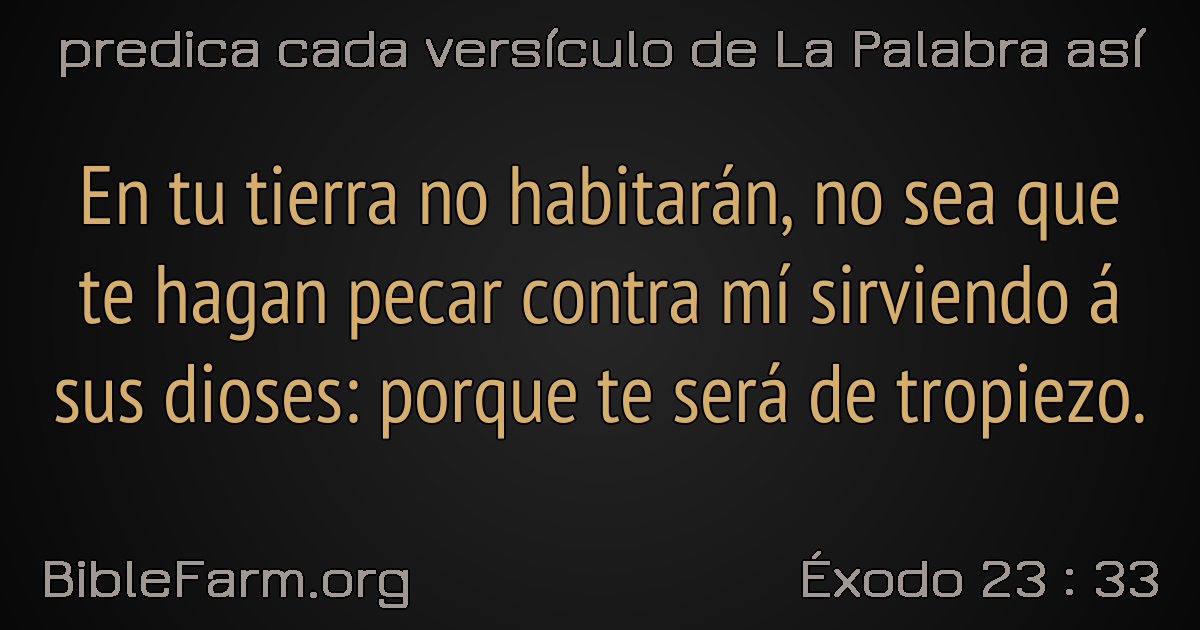 predica cada versículo de La Palabra así
En tu tierra no habitarán, no sea que
te hagan pecar contra mí sirviendo á
sus dioses: porque te será de tropiezo.
BibleFarm.org
Éxodo 23 : 33